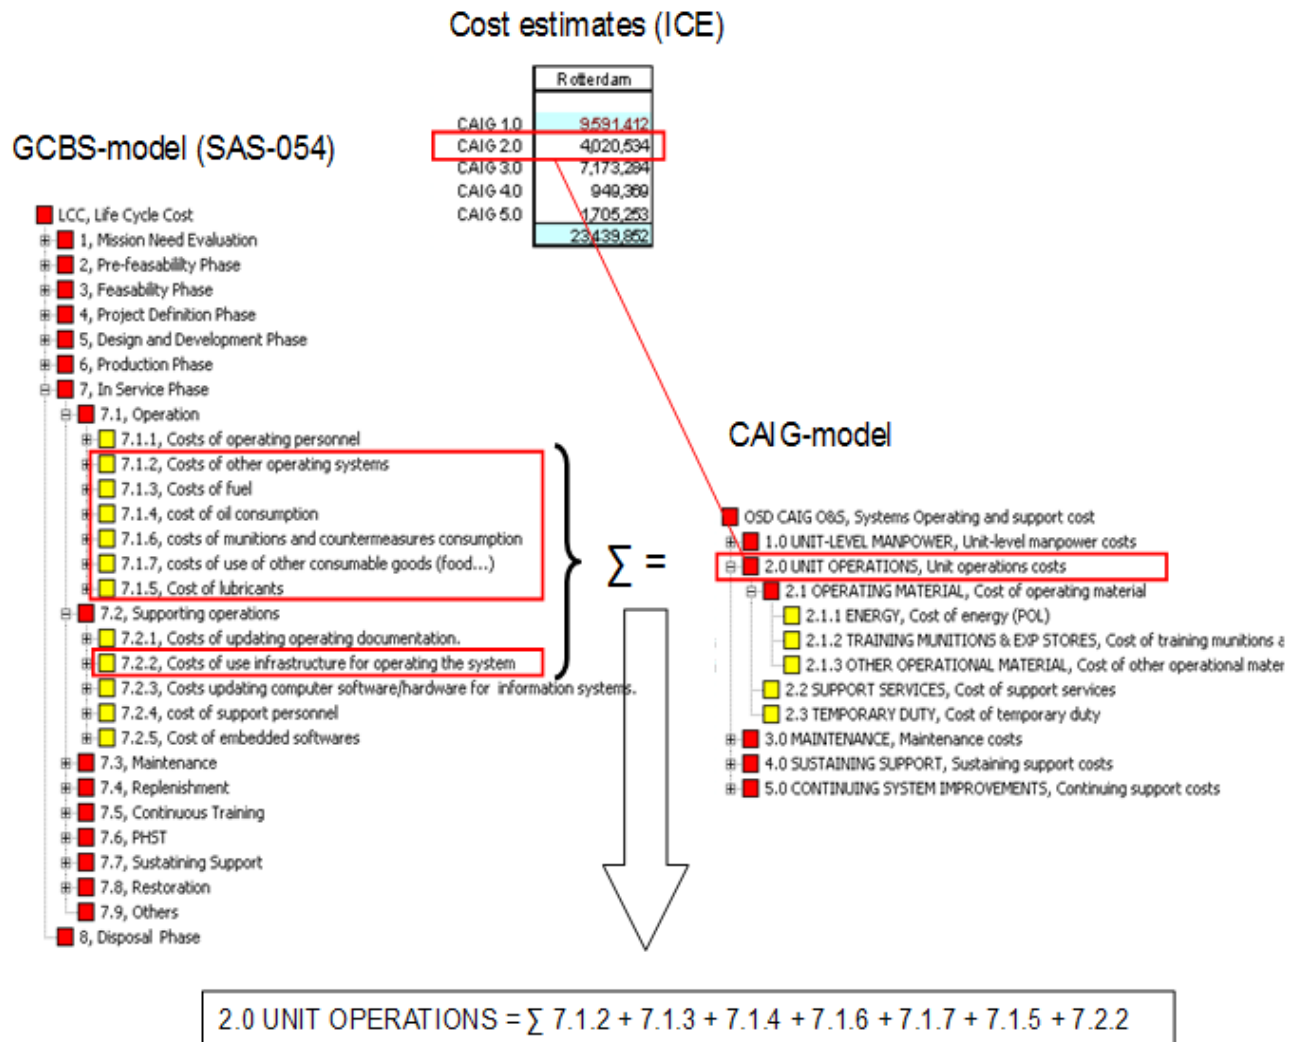 Cost estimates (ICE)
Rotterdam
CAIG 1.0 9,591,412
CAIG 2.0 4,020,534
CAIG 3.0 7,173,284
CAIG 4.0 949,369
CAIG 5.0 1,705,253
23,439,852
GCBS-model (SAS-054)
LCC, Life Cycle Cost
1, Mission Need Evaluation
2, Pre-feasability Phase
3, Feasability Phase
4, Project Definition Phase
5, Design and Development Phase
6, Production Phase
7, In Service Phase
7.1, Operation
7.1.1, Costs of operating personnel
7.1.2, Costs of other operating systems
7.1.3, Costs of fuel
7.1.4, cost of oil consumption
7.1.6, costs of munitions and countermeasures consumption
7.1.7, costs of use of other consumable goods (food...)
7.1.5, Cost of lubricants
7.2, Supporting operations
7.2.1, Costs of updating operating documentation.
7.2.2, Costs of use infrastructure for operating the system
7.2.3, Costs updating computer software/hardware for information systems.
7.2.4, cost of support personnel
7.2.5, Cost of embedded softwares
7.3, Maintenance
7.4, Replenishment
7.5, Continuous Training
7.6, PHST
7.7, Sustatining Support
7.8, Restoration
7.9, Others
8, Disposal Phase
∑ =
CAIG-model
OSD CAIG O&S, Systems Operating and support cost
1.0 UNIT-LEVEL MANPOWER, Unit-level manpower costs
2.0 UNIT OPERATIONS, Unit operations costs
2.1 OPERATING MATERIAL, Cost of operating material
2.1.1 ENERGY, Cost of energy (POL)
2.1.2 TRAINING MUNITIONS & EXP STORES, Cost of training munitions a
2.1.3 OTHER OPERATIONAL MATERIAL, Cost of other operational mater
2.2 SUPPORT SERVICES, Cost of support services
2.3 TEMPORARY DUTY, Cost of temporary duty
3.0 MAINTENANCE, Maintenance costs
4.0 SUSTAINING SUPPORT, Sustaining support costs
5.0 CONTINUING SYSTEM IMPROVEMENTS, Continuing support costs
2.0 UNIT OPERATIONS = ∑ 7.1.2 + 7.1.3 + 7.1.4 + 7.1.6 + 7.1.7 + 7.1.5 + 7.2.2